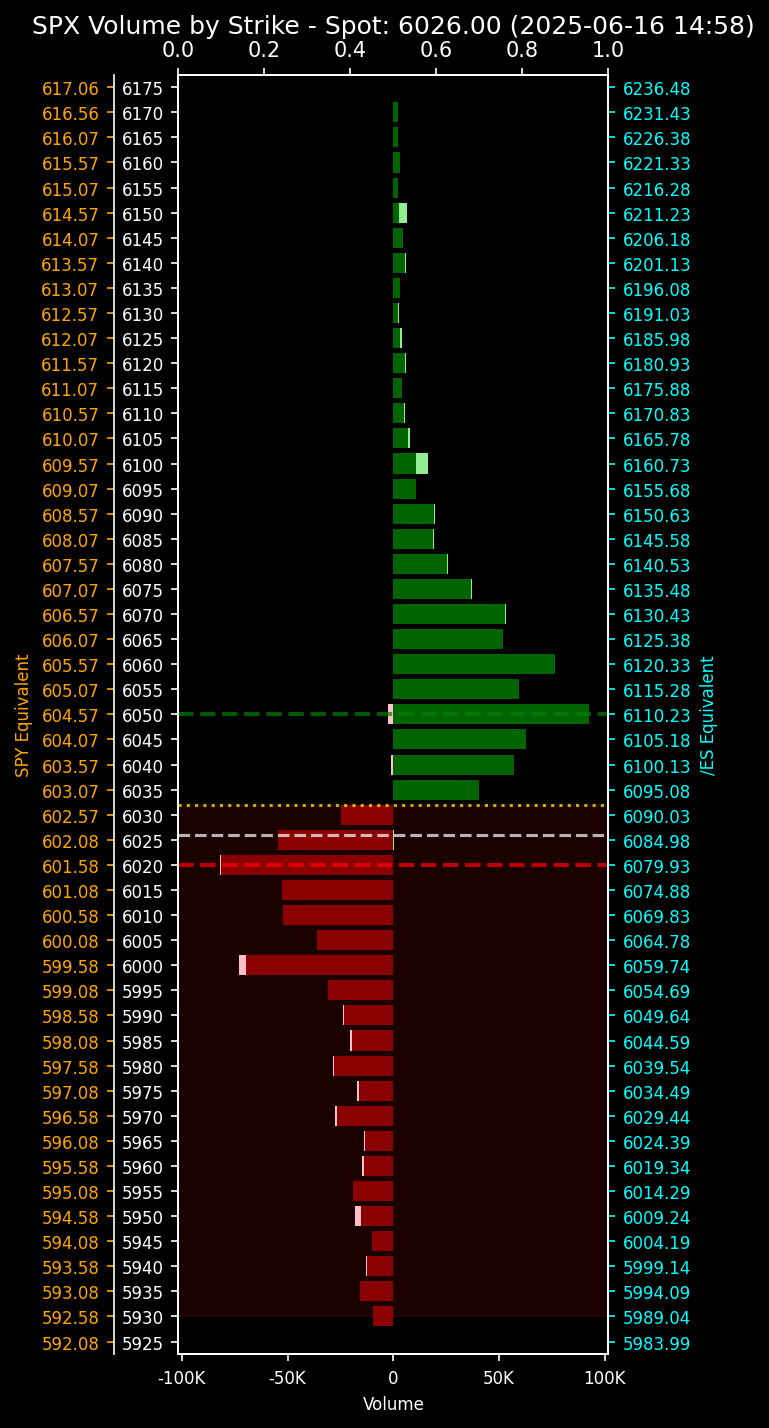 SPX Volume by Strike - Spot: 6026.00 (2025-06-16 14:58)
0.0 0.2 0.4 0.6 0.8 1.0
617.06 6175 6236.48
616.56 6170 6231.43
616.07 6165 6226.38
615.57 6160 6221.33
615.07 6155 6216.28
614.57 6150 6211.23
614.07 6145 6206.18
613.57 6140 6201.13
613.07 6135 6196.08
612.57 6130 6191.03
612.07 6125 6185.98
611.57 6120 6180.93
611.07 6115 6175.88
610.57 6110 6170.83
610.07 6105 6165.78
609.57 6100 6160.73
609.07 6095 6155.68
608.57 6090 6150.63
608.07 6085 6145.58
607.57 6080 6140.53
607.07 6075 6135.48
606.57 6070 6130.43
606.07 6065 6125.38
605.57 6060 6120.33
605.07 6055 6115.28
604.57 6050 6110.23
604.07 6045 6105.18
603.57 6040 6100.13
603.07 6035 6095.08
602.57 6030 6090.03
602.08 6025 6084.98
601.58 6020 6079.93
601.08 6015 6074.88
600.58 6010 6069.83
600.08 6005 6064.78
599.58 6000 6059.74
599.08 5995 6054.69
598.58 5990 6049.64
598.08 5985 6044.59
597.58 5980 6039.54
597.08 5975 6034.49
596.58 5970 6029.44
596.08 5965 6024.39
595.58 5960 6019.34
595.08 5955 6014.29
594.58 5950 6009.24
594.08 5945 6004.19
593.58 5940 5999.14
593.08 5935 5994.09
592.58 5930 5989.04
592.08 5925 5983.99
SPY Equivalent
/ES Equivalent
-100K -50K 0 50K 100K
Volume